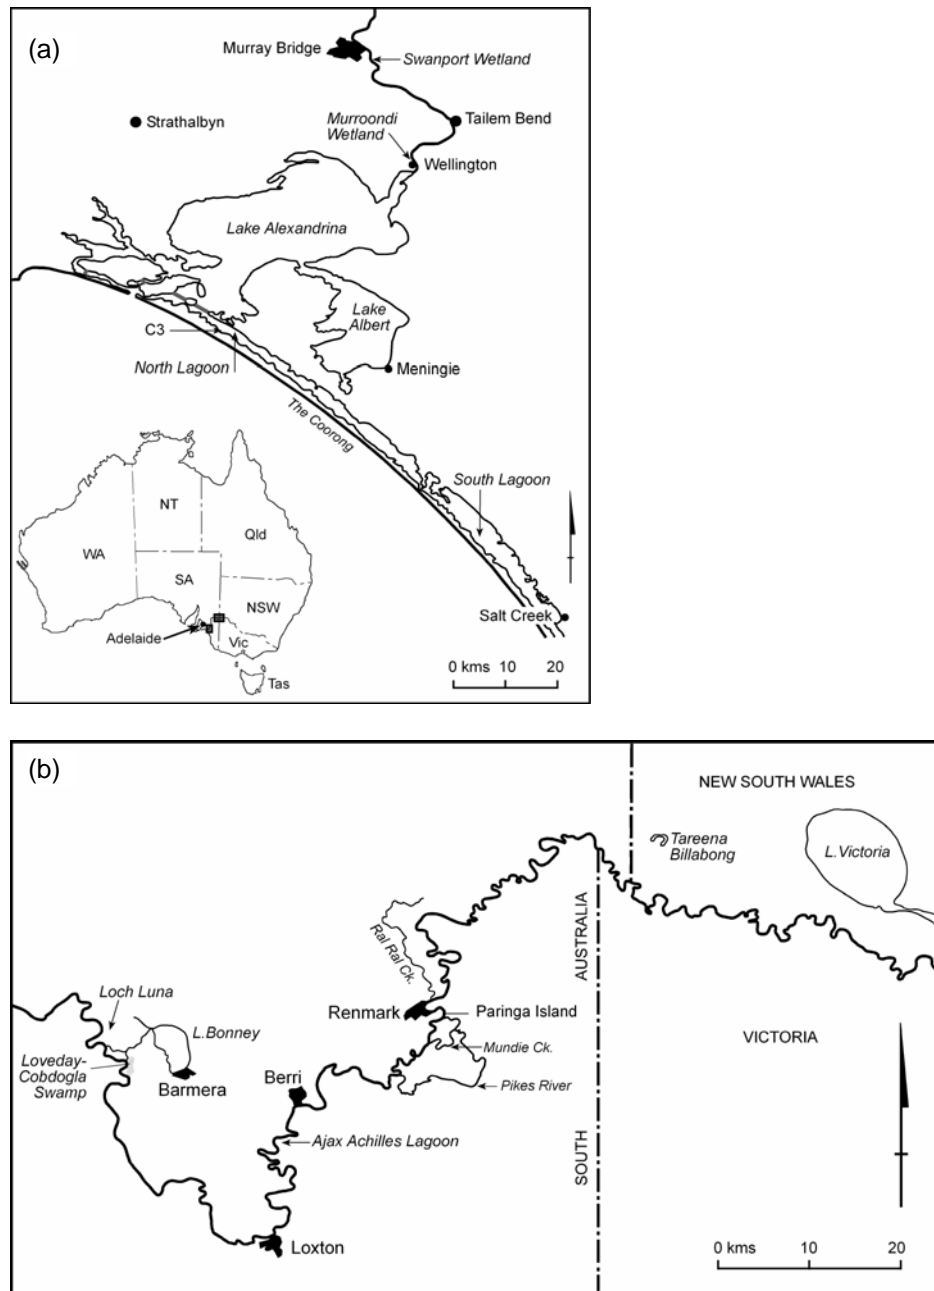 (a)
Murray Bridge
Swanport Wetland
Strathalbyn
Murroondi
Wetland
Tailem Bend
Wellington
Lake Alexandrina
Lake
Albert
C3
North Lagoon
Meningie
The Coorong
South Lagoon
NT
Qld
WA
SA
NSW
Adelaide
Vic
Tas
Salt Creek
0 kms 10 20
(b)
NEW SOUTH WALES
Tareena
Billabong
L.Victoria
AUSTRALIA
Ral Ral Ck.
Loch Luna
Renmark
Paringa Island
L.Bonney
Mundie Ck.
VICTORIA
Loveday-
Cobdogla
Swamp
Barmera
Berri
Pikes River
Ajax Achilles Lagoon
SOUTH
Loxton
0 kms 10 20